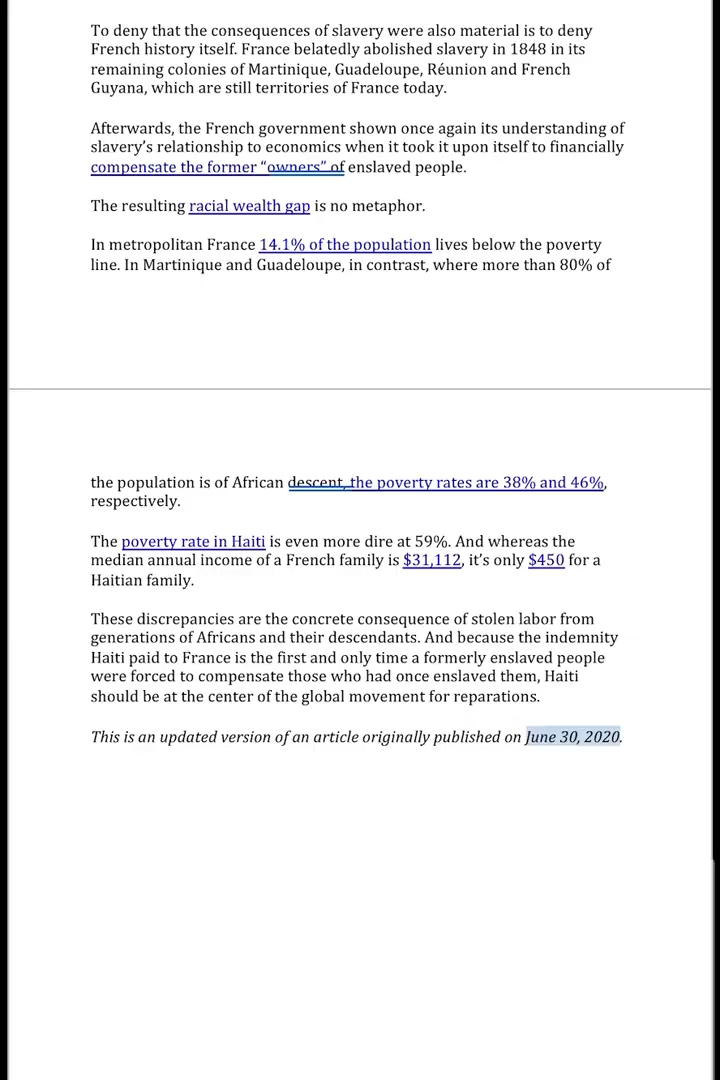 To deny that the consequences of slavery were also material is to deny
French history itself. France belatedly abolished slavery in 1848 in its
remaining colonies of Martinique, Guadeloupe, Réunion and French
Guyana, which are still territories of France today.
Afterwards, the French government shown once again its understanding of
slavery’s relationship to economics when it took it upon itself to financially
compensate the former “owners” of enslaved people.
The resulting racial wealth gap is no metaphor.
In metropolitan France 14.1% of the population lives below the poverty
line. In Martinique and Guadeloupe, in contrast, where more than 80% of
the population is of African descent, the poverty rates are 38% and 46%,
respectively.
The poverty rate in Haiti is even more dire at 59%. And whereas the
median annual income of a French family is $31,112, it’s only $450 for a
Haitian family.
These discrepancies are the concrete consequence of stolen labor from
generations of Africans and their descendants. And because the indemnity
Haiti paid to France is the first and only time a formerly enslaved people
were forced to compensate those who had once enslaved them, Haiti
should be at the center of the global movement for reparations.
This is an updated version of an article originally published on June 30, 2020.